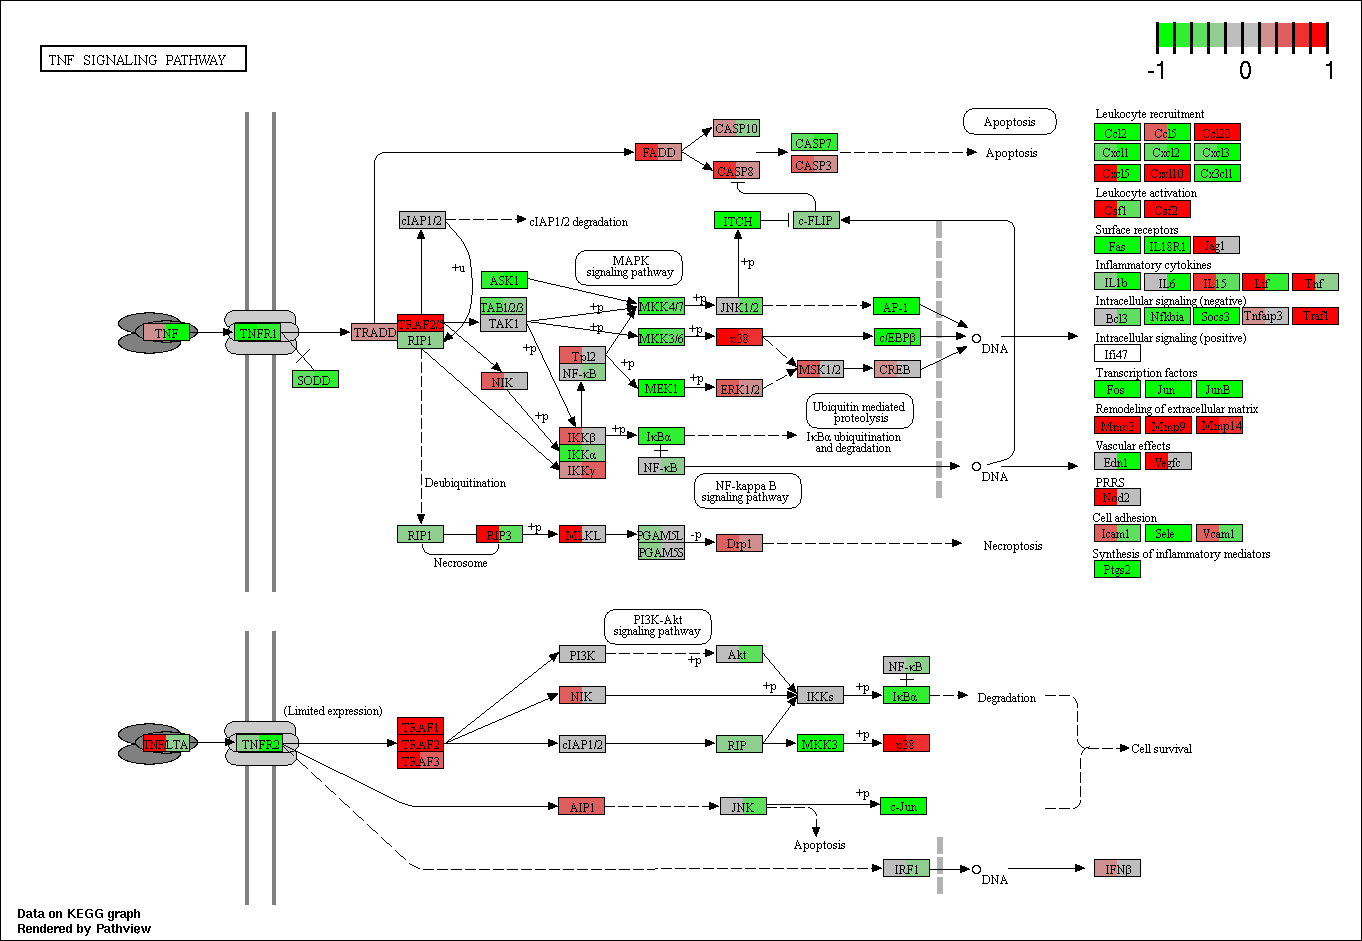 TNF SIGNALING PATHWAY
-1 0 1
Apoptosis
CASP10
FADD
CASP7
Apoptosis
CASP8
CASP3
cIAP1/2
cIAP1/2 degradation
ITCH
c-FLIP
+u
MAPK
signaling pathway
+p
ASK1
TAB1/2/3
TAK1
+p
MKK4/7
+p
JNK1/2
AP-1
TNF
TNFR1
TRADD
TRAF2/5
RIP1
+p
MKK3/6
+p
p38
c/EBPβ
DNA
SODD
NIK
+p
Tpl2
NF-κB
+p
MEK1
+p
ERK1/2
MSK1/2
CREB
+p
IKKβ
IKKα
IKKγ
+p
IκBα
Ubiquitin mediated
proteolysis
IκBα ubiquitination
and degradation
NF-κB
DNA
NF-kappa B
signaling pathway
Deubiquitination
RIP1
RIP3
+p
MLKL
PGAM5L
PGAM5S
-p
Drp1
Necroptosis
Necrosome
Leukocyte recruitment
Ccl2 Ccl5 Ccl20
Cxcl1 Cxcl2 Cxcl3
Cxcl5 Cxcl10 Cx3cl1
Leukocyte activation
Csf1 Csf2
Surface receptors
Fas IL18R1 Jag1
Inflammatory cytokines
IL1b IL6 IL15 Lif Tnf
Intracellular signaling (negative)
Bcl3 Nfkbia Socs3 Tnfaip3 Traf1
Intracellular signaling (positive)
Ifi47
Transcription factors
Fos Jun JunB
Remodeling of extracellular matrix
Mmp3 Mmp9 Mmp14
Vascular effects
Edn1 Vegfc
PRRS
Nod2
Cell adhesion
Icam1 Sele Vcam1
Synthesis of inflammatory mediators
Ptgs2
PI3K-Akt
signaling pathway
PI3K
+p
Akt
NF-κB
NIK
+p
IKKs
+p
IκBα
Degradation
(Limited expression)
TNFR2
TRAF1
TRAF2
TRAF3
cIAP1/2
RIP
MKK3
+p
p38
Cell survival
AIP1
JNK
+p
c-Jun
Apoptosis
IRF1
DNA
IFNβ
Data on KEGG graph
Rendered by Pathview